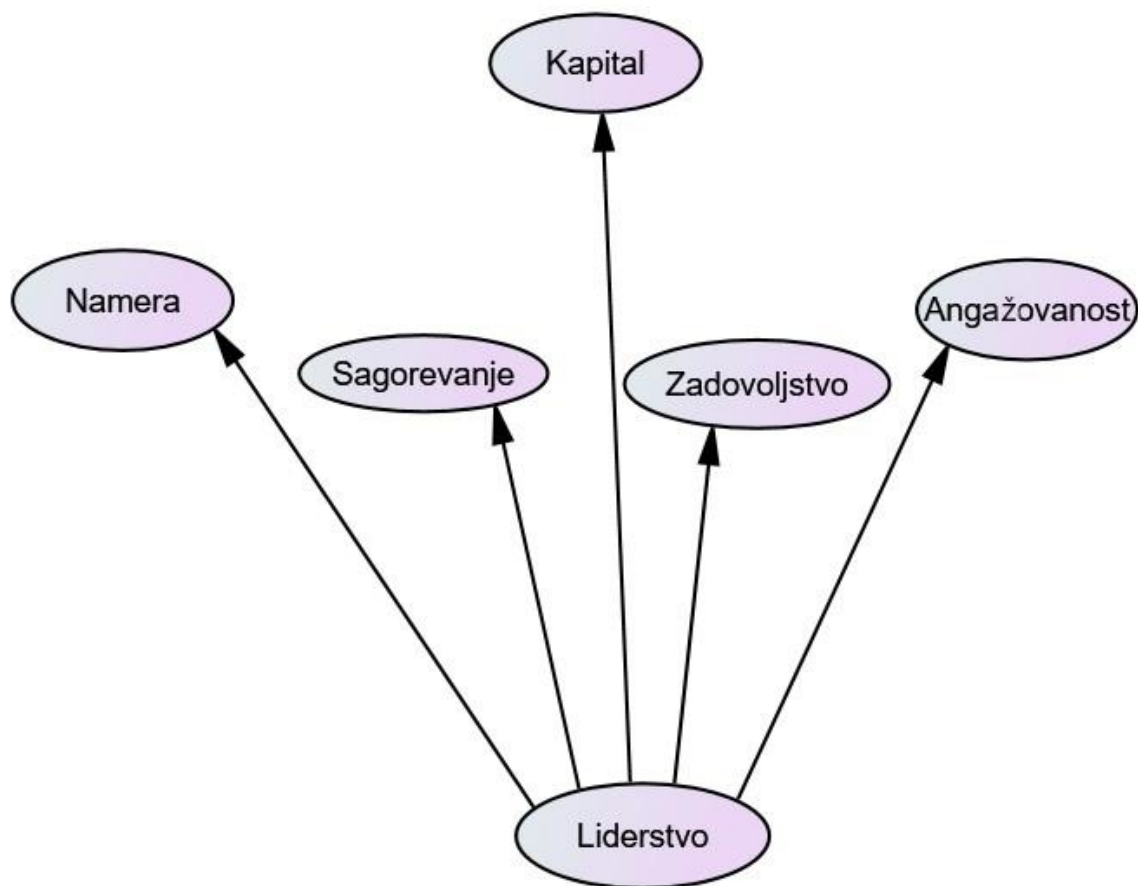 Kapital
Namera
Angažovanost
Sagorevanje
Zadovoljstvo
Liderstvo